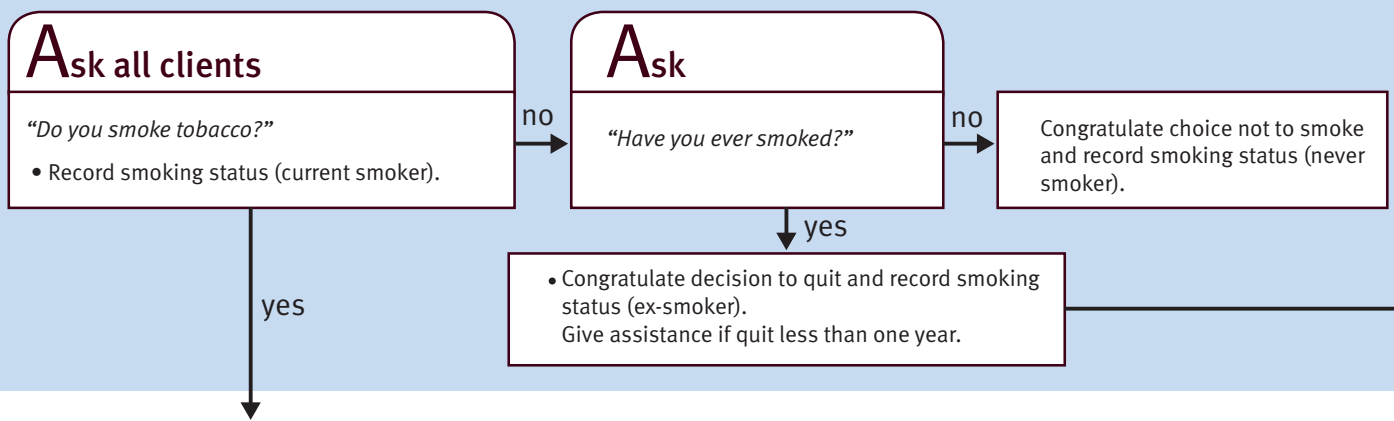 Ask all clients
“Do you smoke tobacco?”
• Record smoking status (current smoker).
no
Ask
“Have you ever smoked?”
no
Congratulate choice not to smoke
and record smoking status (never
smoker).
yes
• Congratulate decision to quit and record smoking
status (ex-smoker).
Give assistance if quit less than one year.
yes